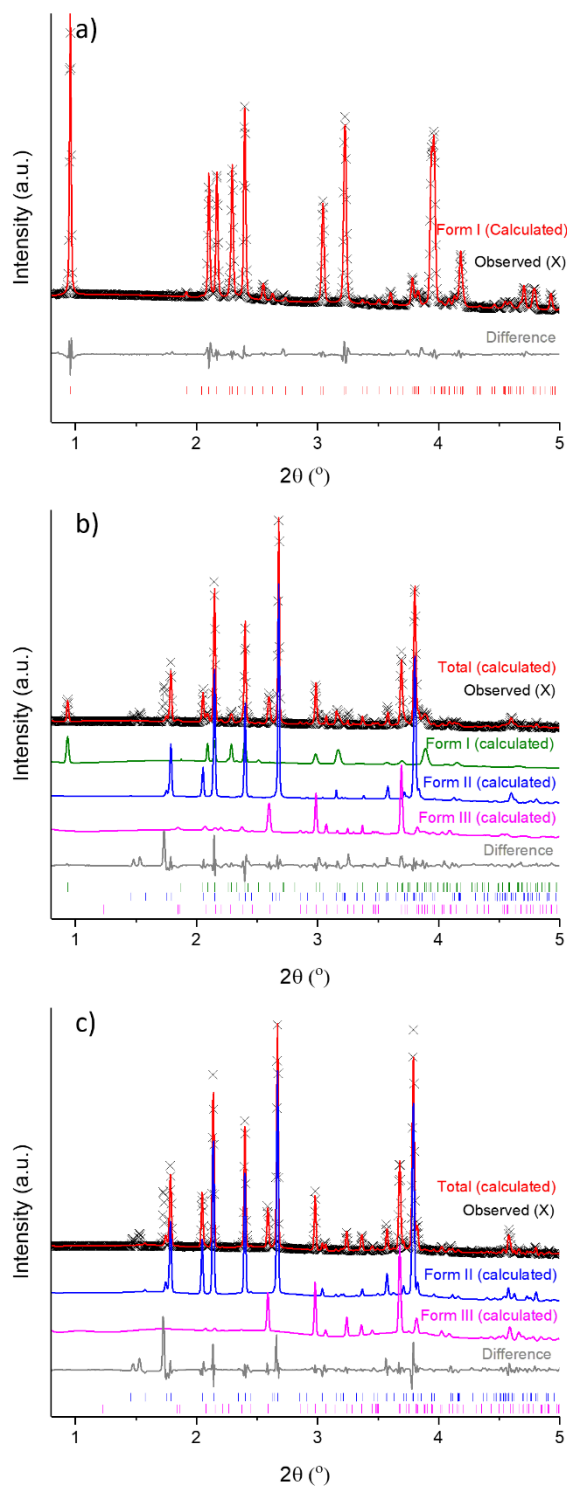 a)
Intensity (a.u.)
Form I (Calculated)
Observed (X)
Difference
1 2 3 4 5
2θ (°)
b)
Intensity (a.u.)
Total (calculated)
Observed (X)
Form I (calculated)
Form II (calculated)
Form III (calculated)
Difference
1 2 3 4 5
2θ (°)
c)
Intensity (a.u.)
Total (calculated)
Observed (X)
Form II (calculated)
Form III (calculated)
Difference
1 2 3 4 5
2θ (°)